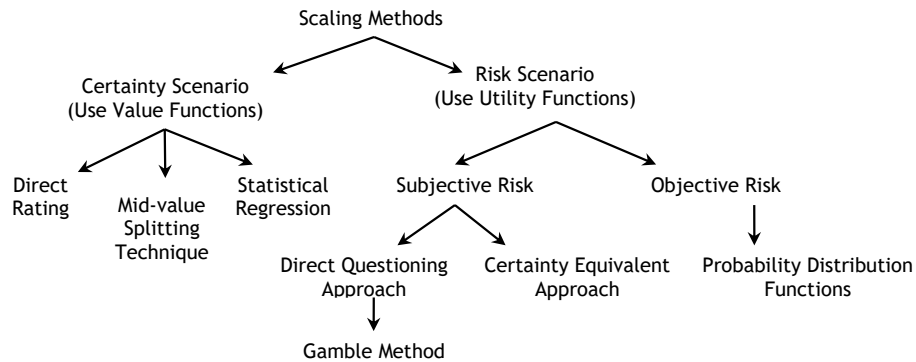 Scaling Methods
Certainty Scenario
(Use Value Functions)
Risk Scenario
(Use Utility Functions)
Direct
Rating
Mid-value
Splitting
Technique
Statistical
Regression
Subjective Risk
Objective Risk
Direct Questioning
Approach
Certainty Equivalent
Approach
Probability Distribution
Functions
Gamble Method